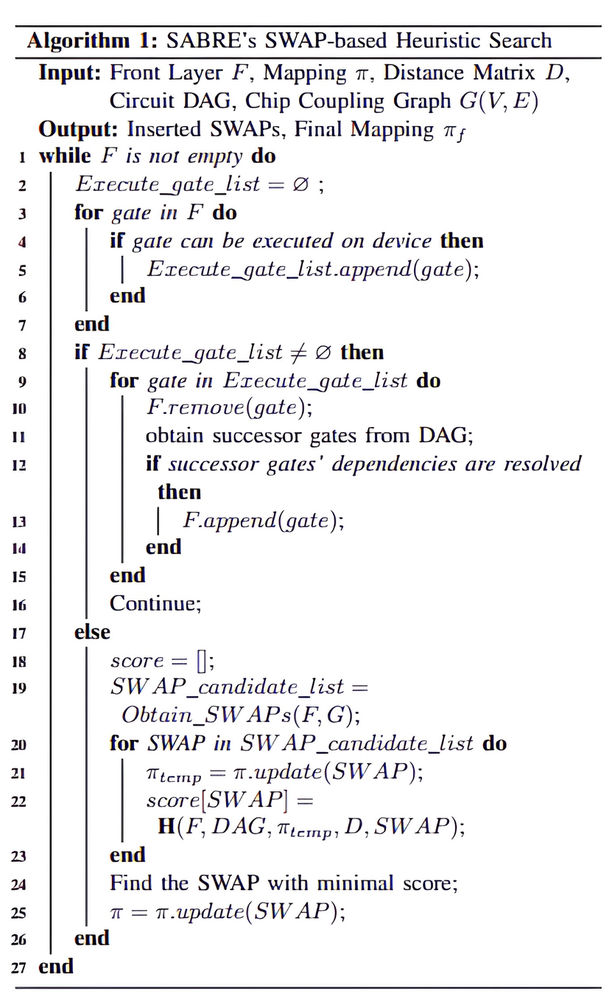 Algorithm 1: SABRE's SWAP-based Heuristic Search
Input: Front Layer F, Mapping π, Distance Matrix D,
Circuit DAG, Chip Coupling Graph G(V, E)
Output: Inserted SWAPs, Final Mapping π_f
1 while F is not empty do
2 Execute_gate_list = ∅ ;
3 for gate in F do
4 if gate can be executed on device then
5 Execute_gate_list.append(gate);
6 end
7 end
8 if Execute_gate_list ≠ ∅ then
9 for gate in Execute_gate_list do
10 F.remove(gate);
11 obtain successor gates from DAG;
12 if successor gates' dependencies are resolved
then
13 F.append(gate);
14 end
15 end
16 Continue;
17 else
18 score = [];
19 SWAP_candidate_list =
Obtain_SWAPs(F, G);
20 for SWAP in SWAP_candidate_list do
21 π_temp = π.update(SWAP);
22 score[SWAP] =
H(F, DAG, π_temp, D, SWAP);
23 end
24 Find the SWAP with minimal score;
25 π = π.update(SWAP);
26 end
27 end